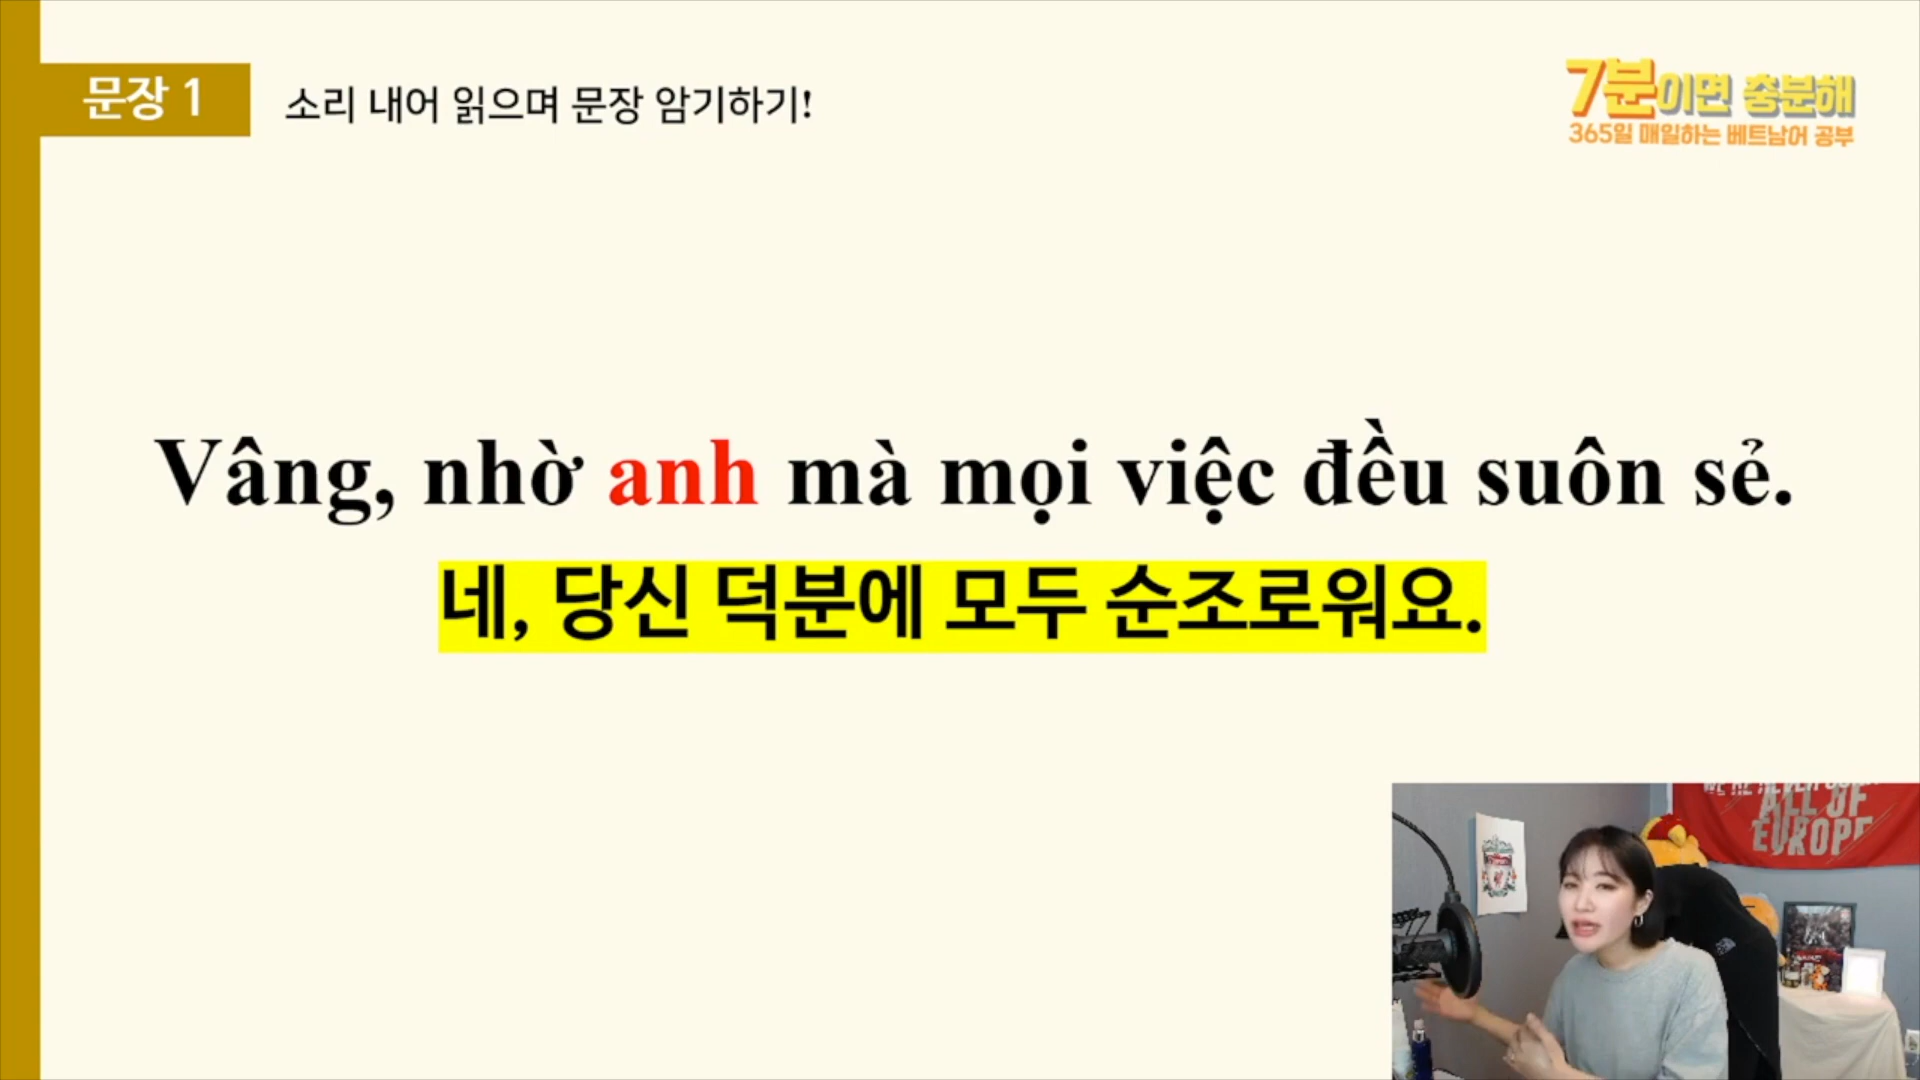 문장 1
소리 내어 읽으며 문장 암기하기!
7분이면 충분해
365일 매일하는 베트남어 공부
Vâng, nhờ anh mà mọi việc đều suôn sẻ.
네, 당신 덕분에 모두 순조로워요.
ALL OF
EUROPE